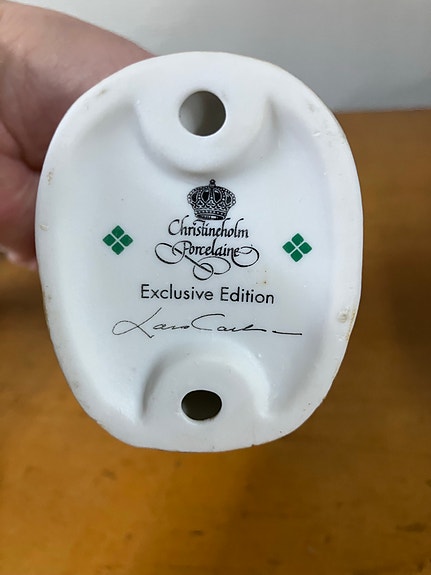 Christineholm
Porcelaine
Exclusive Edition